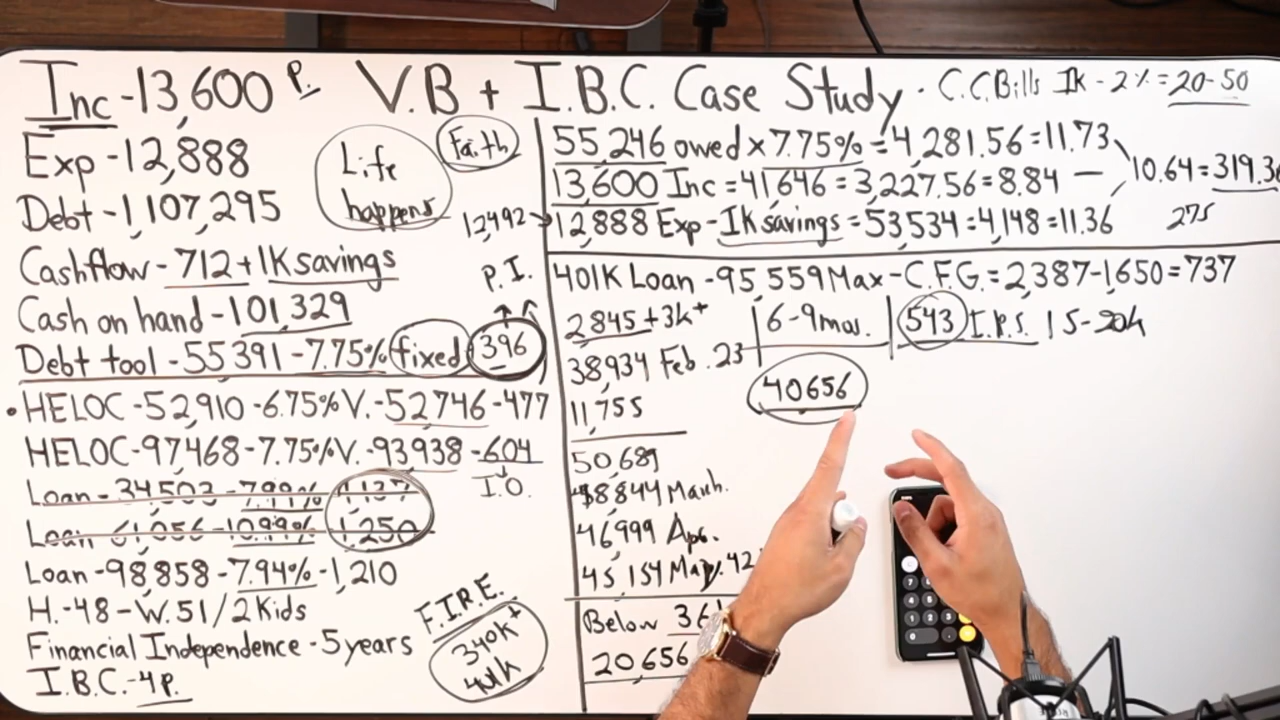 Inc -13,600 P. V.B + I.B.C. Case Study
• C.C. Bills 1k - 2% = 20-50
Exp -12,888
Debt -1,107,295
Life happens
Faith
Cashflow - 712 + 1K savings
Cash on hand -101,329
Debt tool -55,391 -7.75% fixed 396
P.I.
• HELOC -52,910 -6.75% V. -52,746 -477
HELOC-97,468 -7.75% V. -93,938 -604
I.O.
Loan - 34,503 -7.99% 1,137
Loan 61,056 -10.99% 1,250
Loan -98,858 -7.94% -1,210
H.-48 - W.51/2 Kids
Financial Independence -5 years
I.B.C. -4 P.
F.I.R.E.
340k+
401k
55,246 owed x 7.75% = 4,281.56 = 11.73
13,600 Inc = 41,646 = 3,227.56 = 8.84 —
10.64 = 319.3
12,492
12,888 Exp - 1K savings = 53,534 = 4,148 = 11.36
275
401K Loan -95,559 Max - C.F.G. = 2,387-1,650 = 737
2845 + 3k+
6-9 mos.
543 I.P.S. 15-20k
38,934 Feb. 23
40656
11,755
50,689
48,844 March.
46,999 Apr.
45,154 May. 42
Below 36
20,656